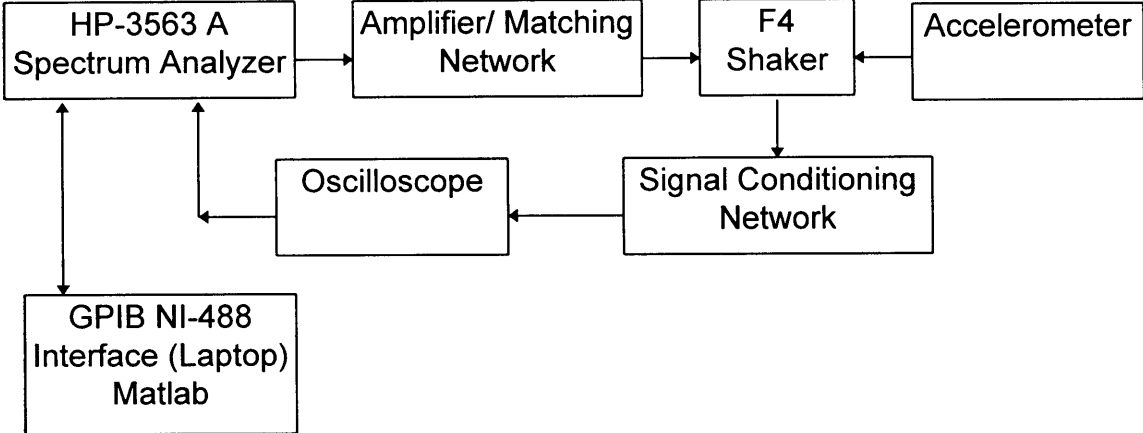 HP-3563 A
Spectrum Analyzer
Amplifier/ Matching
Network
F4
Shaker
Accelerometer
Oscilloscope
Signal Conditioning
Network
GPIB NI-488
Interface (Laptop)
Matlab